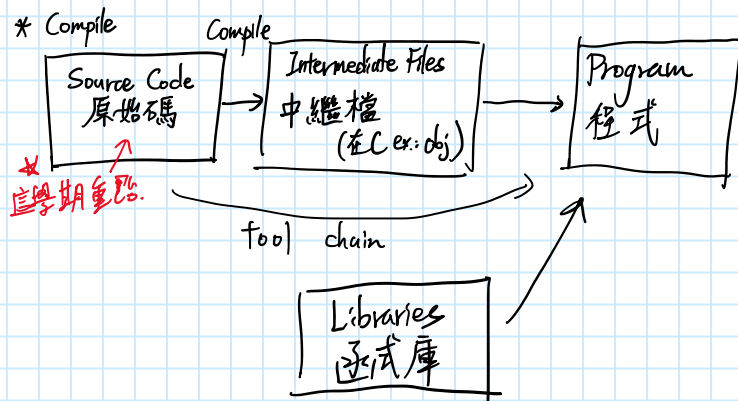 * Compile
Compile
Source Code
原始碼
Intermediate Files
中繼檔
(在C ex: obj)
Program
程式
*
這學期重點.
tool chain
Libraries
函式庫